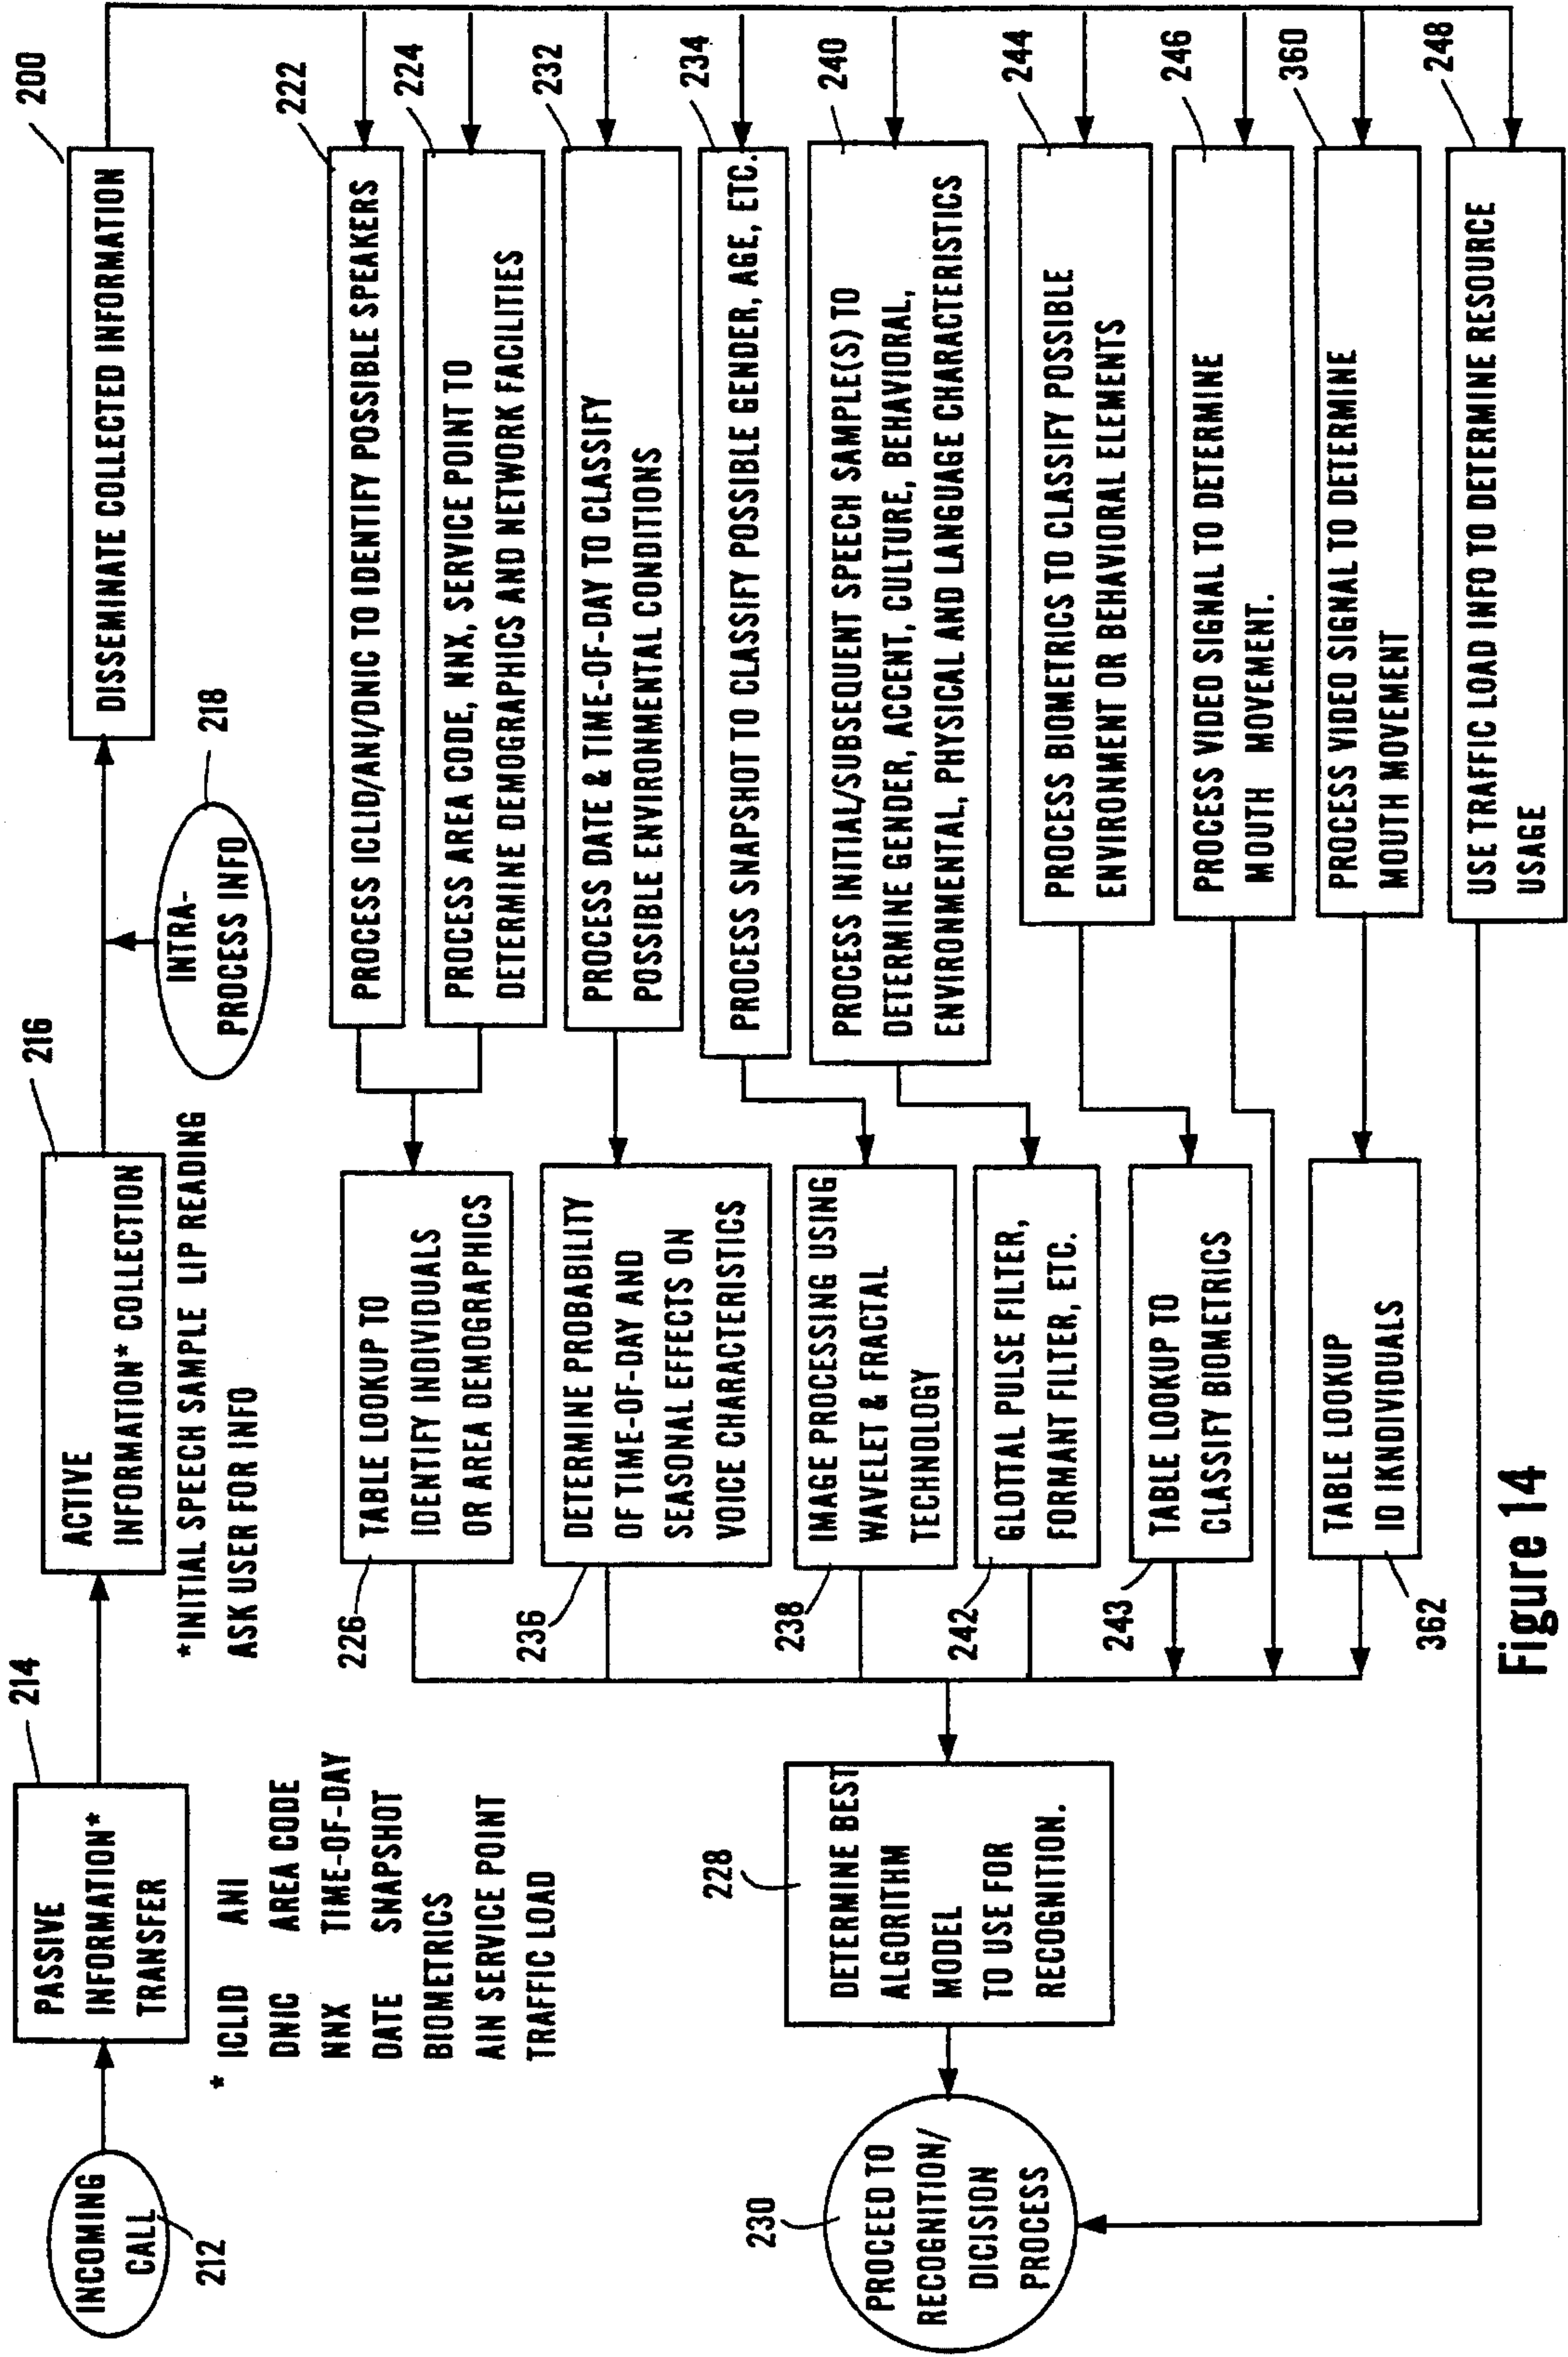 INCOMING
CALL
212
214
PASSIVE
INFORMATION*
TRANSFER
* ICLID ANI
DNIC AREA CODE
NNX TIME-OF-DAY
DATE SNAPSHOT
BIOMETRICS
AIN SERVICE POINT
TRAFFIC LOAD
216
ACTIVE
INFORMATION* COLLECTION
*INITIAL SPEECH SAMPLE LIP READING
ASK USER FOR INFO
218
INTRA-
PROCESS INFO
200
DISSEMINATE COLLECTED INFORMATION
222
PROCESS ICLID/ANI/DNIC TO IDENTIFY POSSIBLE SPEAKERS
224
PROCESS AREA CODE, NNX, SERVICE POINT TO
DETERMINE DEMOGRAPHICS AND NETWORK FACILITIES
232
PROCESS DATE & TIME-OF-DAY TO CLASSIFY
POSSIBLE ENVIRONMENTAL CONDITIONS
234
PROCESS SNAPSHOT TO CLASSIFY POSSIBLE GENDER, AGE, ETC.
240
PROCESS INITIAL/SUBSEQUENT SPEECH SAMPLE(S) TO
DETERMINE GENDER, ACCENT, CULTURE, BEHAVIORAL,
ENVIRONMENTAL, PHYSICAL AND LANGUAGE CHARACTERISTICS
244
PROCESS BIOMETRICS TO CLASSIFY POSSIBLE
ENVIRONMENT OR BEHAVIORAL ELEMENTS
246
PROCESS VIDEO SIGNAL TO DETERMINE
MOUTH MOVEMENT.
360
PROCESS VIDEO SIGNAL TO DETERMINE
MOUTH MOVEMENT
248
USE TRAFFIC LOAD INFO TO DETERMINE RESOURCE
USAGE
226
TABLE LOOKUP TO
IDENTIFY INDIVIDUALS
OR AREA DEMOGRAPHICS
236
DETERMINE PROBABILITY
OF TIME-OF-DAY AND
SEASONAL EFFECTS ON
VOICE CHARACTERISTICS
238
IMAGE PROCESSING USING
WAVELET & FRACTAL
TECHNOLOGY
242
GLOTTAL PULSE FILTER,
FORMANT FILTER, ETC.
243
TABLE LOOKUP TO
CLASSIFY BIOMETRICS
362
TABLE LOOKUP
ID IKNDIVIDUALS
228
DETERMINE BEST
ALGORITHM
MODEL
TO USE FOR
RECOGNITION.
230
PROCEED TO
RECOGNITION/
DICISION
PROCESS
Figure 14